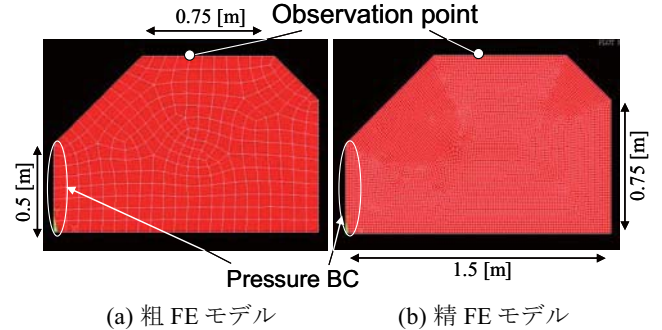 0.75 [m]
Observation point
0.5 [m]
0.75 [m]
Pressure BC
1.5 [m]
(a) 粗 FE モデル
(b) 精 FE モデル